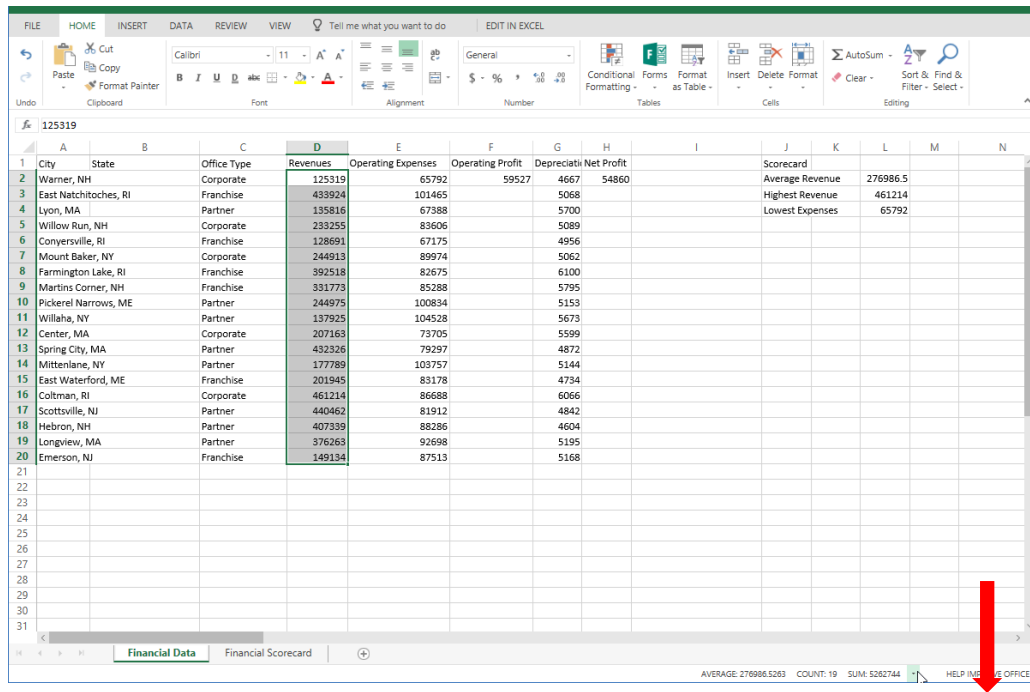 FILE HOME INSERT DATA REVIEW VIEW Tell me what you want to do EDIT IN EXCEL
Cut
Copy
Format Painter
Paste
Undo Clipboard
Calibri 11 A A
B I U D abc A
Font
ab
Alignment
General
$ - % , .00 .00
Number
Conditional Formatting Forms Format as Table
Tables
Insert Delete Format
Cells
AutoSum
Clear
Sort & Filter Find & Select
Editing
fx 125319
A B C D E F G H I J K L M N
1 City State Office Type Revenues Operating Expenses Operating Profit Depreciati Net Profit Scorecard
2 Warner, NH Corporate 125319 65792 59527 4667 54860 Average Revenue 276986.5
3 East Natchitoches, RI Franchise 433924 101465 5068 Highest Revenue 461214
4 Lyon, MA Partner 135816 67388 5700 Lowest Expenses 65792
5 Willow Run, NH Corporate 233255 83606 5089
6 Conyersville, RI Franchise 128691 67175 4956
7 Mount Baker, NY Corporate 244913 89974 5062
8 Farmington Lake, RI Franchise 392518 82675 6100
9 Martins Corner, NH Franchise 331773 85288 5795
10 Pickerel Narrows, ME Partner 244975 100834 5153
11 Willaha, NY Partner 137925 104528 5673
12 Center, MA Corporate 207163 73705 5599
13 Spring City, MA Partner 432326 79297 4872
14 Mittenlane, NY Partner 177789 103757 5144
15 East Waterford, ME Franchise 201945 83178 4734
16 Coltman, RI Corporate 461214 86688 6066
17 Scottsville, NJ Partner 440462 81912 4842
18 Hebron, NH Partner 407339 88286 4604
19 Longview, MA Partner 376263 92698 5195
20 Emerson, NJ Franchise 149134 87513 5168
21
22
23
24
25
26
27
28
29
30
31
Financial Data Financial Scorecard
AVERAGE: 276986.5263 COUNT: 19 SUM: 5262744 HELP OFFICE